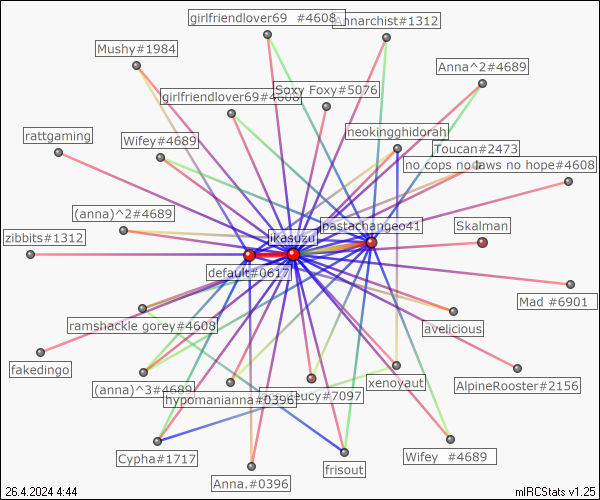 girlfriendlover69  #4608
Annarchist#1312
Mushy#1984
Anna^2#4689
girlfriendlover69#4608
Soxy Foxy#5076
rattgaming
Wifey#4689
neokingghidorah
Toucan#2473
no cops no laws no hope#4608
(anna)^2#4689
pastachangeo41
Skalman
zibbits#1312
ikasuzu
default#0617
Mad #6901
ramshackle gorey#4608
evelicious
fakedingo
(anna)^3#4689
hypomanianna#0396
eucy#7097
xenoyaut
AlpineRooster#2156
Cypha#1717
Anna.#0396
frisout
Wifey  #4689
26.4.2024 4:44
mIRCStats v1.25